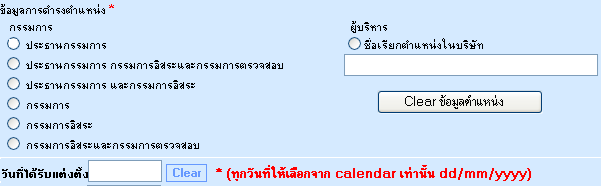 ข้อมูลการดำรงตำแหน่ง *
กรรมการ
ประธานกรรมการ
ประธานกรรมการ กรรมการอิสระและกรรมการตรวจสอบ
ประธานกรรมการ และกรรมการอิสระ
กรรมการ
กรรมการอิสระ
กรรมการอิสระและกรรมการตรวจสอบ
ผู้บริหาร
ชื่อเรียกตำแหน่งในบริษัท
Clear ข้อมูลตำแหน่ง
วันที่ได้รับแต่งตั้ง Clear * (ทุกวันที่ให้เลือกจาก calendar เท่านั้น dd/mm/yyyy)